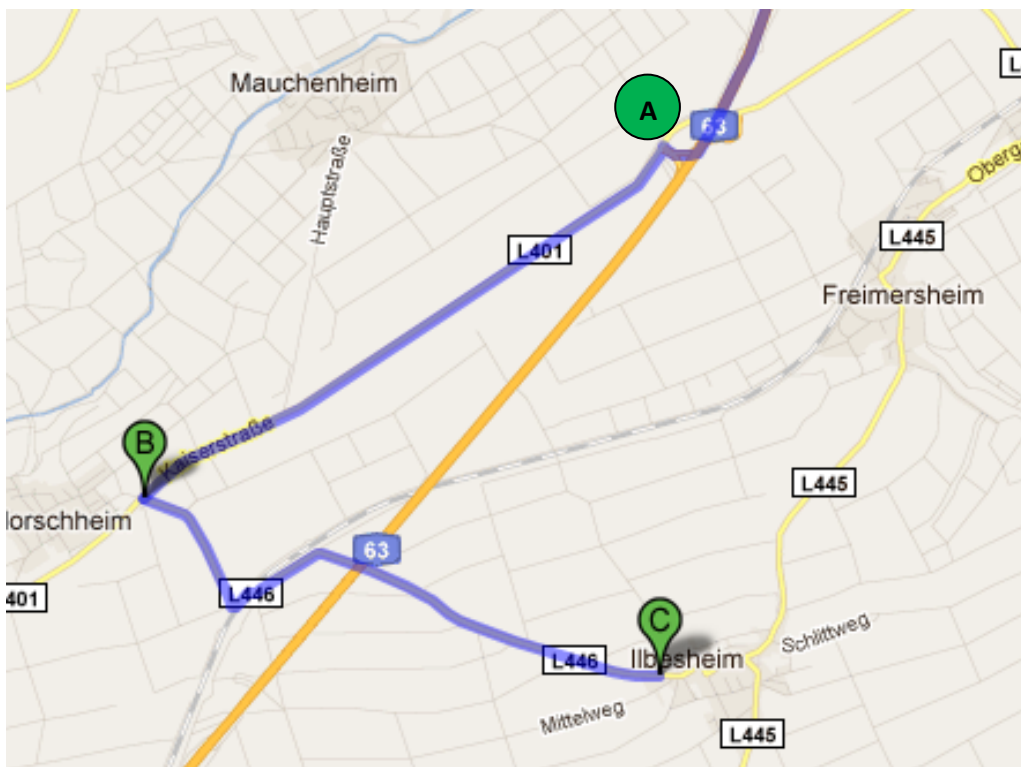 Mauchenheim
A
63
L
Hauptstraße
Oberg
L401
L445
Freimersheim
B
Kaiserstraße
L445
lorschheim
63
401
L446
C
L446
Ilbesheim
Schlittweg
Mittelweg
L445